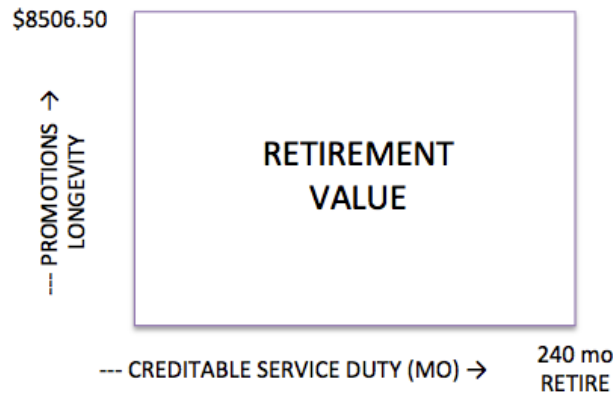 $8506.50
--- PROMOTIONS →
LONGEVITY
RETIREMENT
VALUE
--- CREDITABLE SERVICE DUTY (MO) →
240 mo
RETIRE